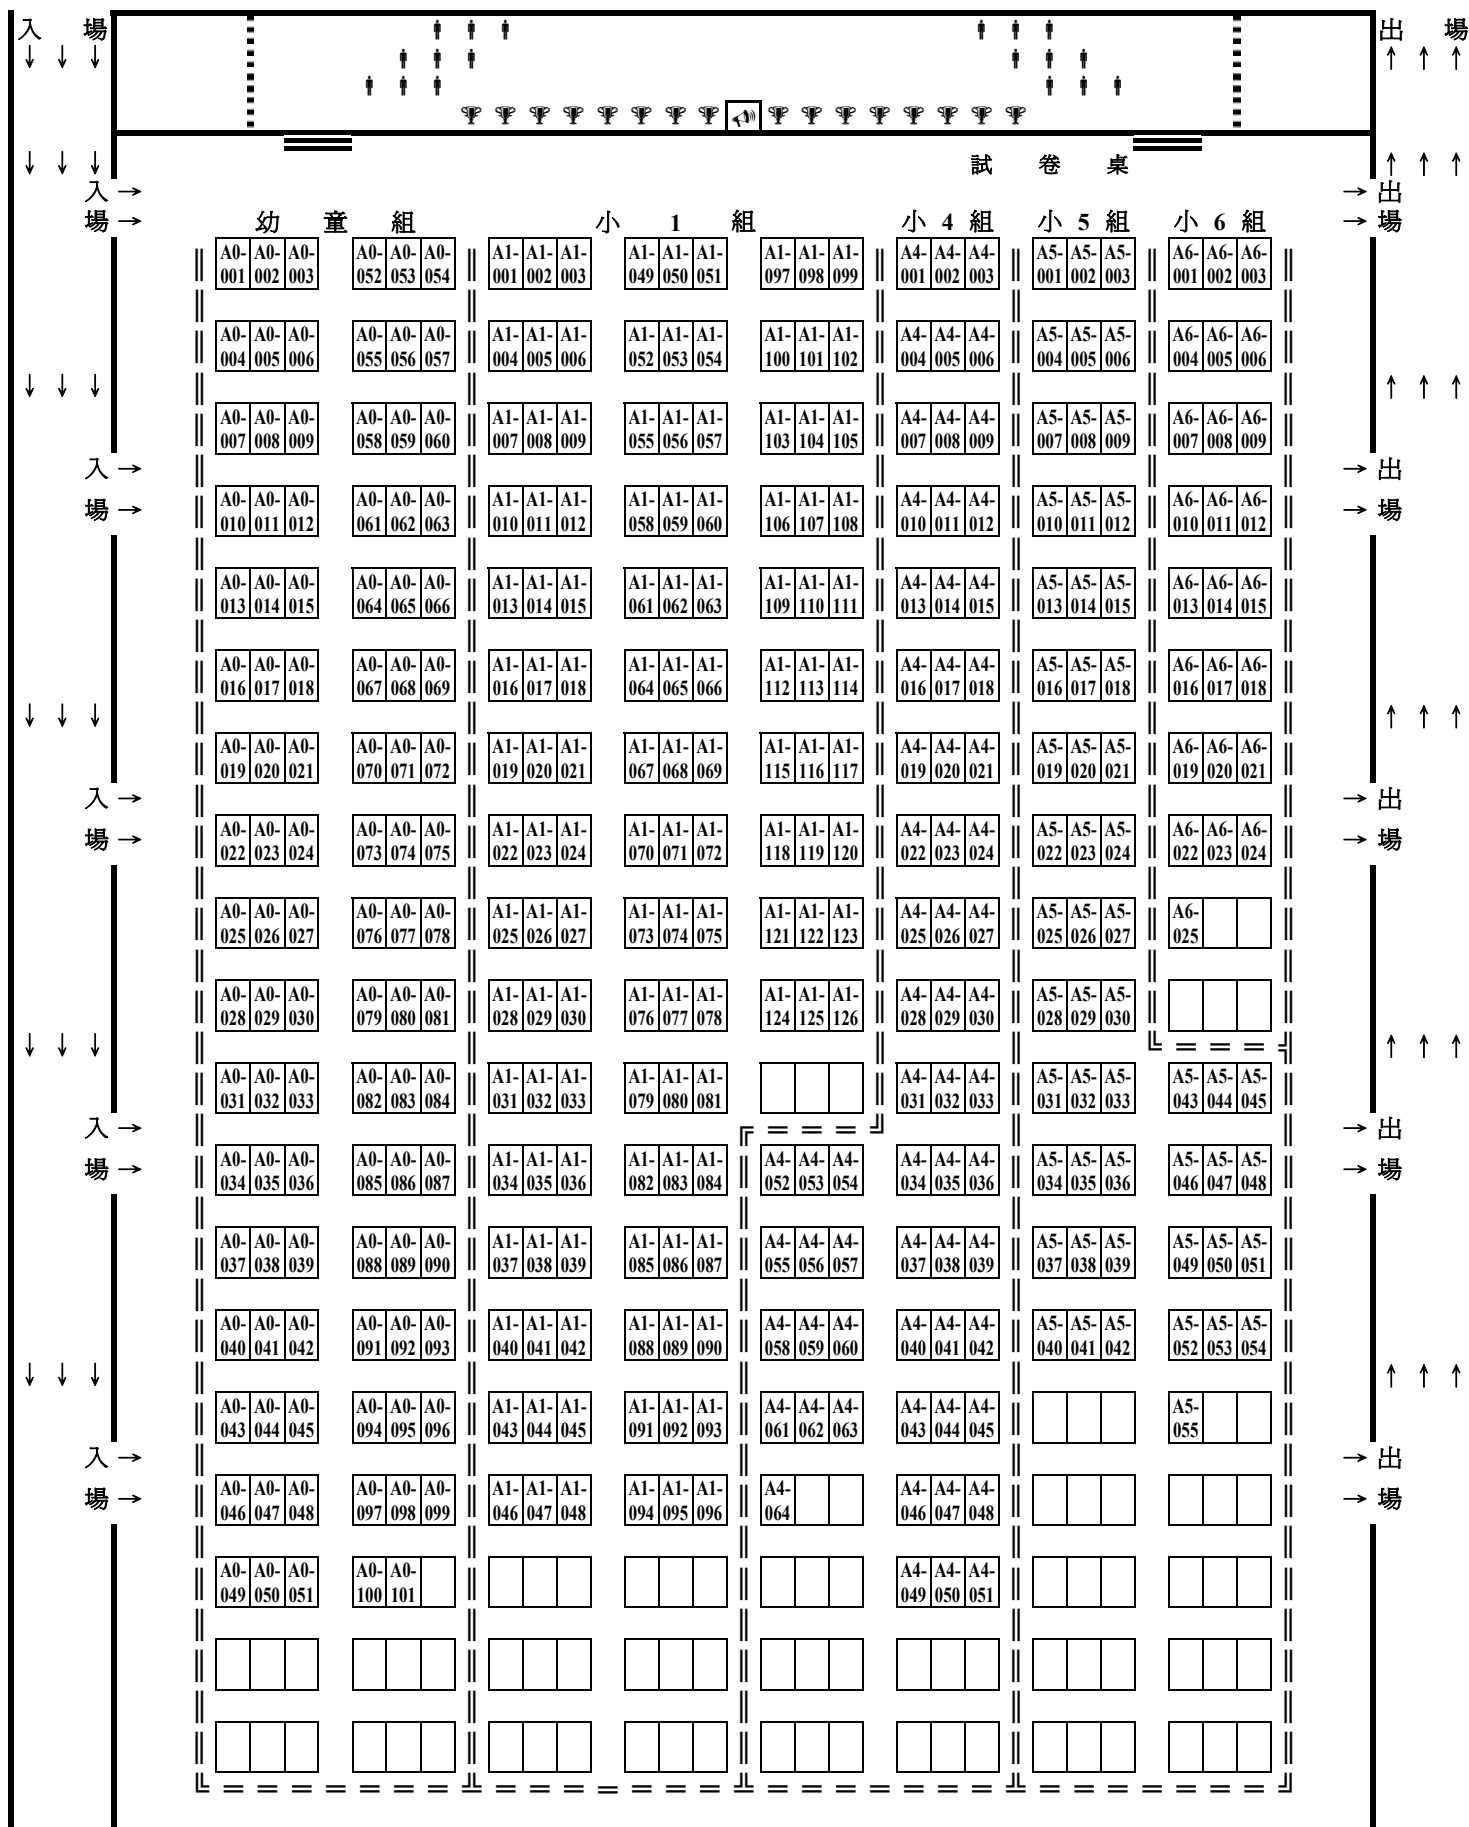 入 場 出 場
試 卷 桌
入 → → 出
場 → → 場
幼 童 組 小 1 組 小 4 組 小 5 組 小 6 組
A0- A0- A0- A0- A0- A0- A1- A1- A1- A1- A1- A1- A1- A1- A1- A4- A4- A4- A5- A5- A5- A6- A6- A6-
001 002 003 052 053 054 001 002 003 049 050 051 097 098 099 001 002 003 001 002 003 001 002 003
A0- A0- A0- A0- A0- A0- A1- A1- A1- A1- A1- A1- A1- A1- A1- A4- A4- A4- A5- A5- A5- A6- A6- A6-
004 005 006 055 056 057 004 005 006 052 053 054 100 101 102 004 005 006 004 005 006 004 005 006
A0- A0- A0- A0- A0- A0- A1- A1- A1- A1- A1- A1- A1- A1- A1- A4- A4- A4- A5- A5- A5- A6- A6- A6-
007 008 009 058 059 060 007 008 009 055 056 057 103 104 105 007 008 009 007 008 009 007 008 009
入 → → 出
A0- A0- A0- A0- A0- A0- A1- A1- A1- A1- A1- A1- A1- A1- A1- A4- A4- A4- A5- A5- A5- A6- A6- A6-
場 → → 場
010 011 012 061 062 063 010 011 012 058 059 060 106 107 108 010 011 012 010 011 012 010 011 012
A0- A0- A0- A0- A0- A0- A1- A1- A1- A1- A1- A1- A1- A1- A1- A4- A4- A4- A5- A5- A5- A6- A6- A6-
013 014 015 064 065 066 013 014 015 061 062 063 109 110 111 013 014 015 013 014 015 013 014 015
A0- A0- A0- A0- A0- A0- A1- A1- A1- A1- A1- A1- A1- A1- A1- A4- A4- A4- A5- A5- A5- A6- A6- A6-
016 017 018 067 068 069 016 017 018 064 065 066 112 113 114 016 017 018 016 017 018 016 017 018
A0- A0- A0- A0- A0- A0- A1- A1- A1- A1- A1- A1- A1- A1- A1- A4- A4- A4- A5- A5- A5- A6- A6- A6-
019 020 021 070 071 072 019 020 021 067 068 069 115 116 117 019 020 021 019 020 021 019 020 021
入 → → 出
A0- A0- A0- A0- A0- A0- A1- A1- A1- A1- A1- A1- A1- A1- A1- A4- A4- A4- A5- A5- A5- A6- A6- A6-
場 → → 場
022 023 024 073 074 075 022 023 024 070 071 072 118 119 120 022 023 024 022 023 024 022 023 024
A0- A0- A0- A0- A0- A0- A1- A1- A1- A1- A1- A1- A1- A1- A1- A4- A4- A4- A5- A5- A5- A6-
025 026 027 076 077 078 025 026 027 073 074 075 121 122 123 025 026 027 025 026 027 025
A0- A0- A0- A0- A0- A0- A1- A1- A1- A1- A1- A1- A1- A1- A1- A4- A4- A4- A5- A5- A5-
028 029 030 079 080 081 028 029 030 076 077 078 124 125 126 028 029 030 028 029 030
A0- A0- A0- A0- A0- A0- A1- A1- A1- A1- A1- A1- A4- A4- A4- A5- A5- A5- A5- A5- A5-
031 032 033 082 083 084 031 032 033 079 080 081 031 032 033 031 032 033 043 044 045
入 → → 出
A0- A0- A0- A0- A0- A0- A1- A1- A1- A1- A1- A1- A4- A4- A4- A4- A4- A4- A5- A5- A5- A5- A5- A5-
場 → → 場
034 035 036 085 086 087 034 035 036 082 083 084 052 053 054 034 035 036 034 035 036 046 047 048
A0- A0- A0- A0- A0- A0- A1- A1- A1- A1- A1- A1- A4- A4- A4- A4- A4- A4- A5- A5- A5- A5- A5- A5-
037 038 039 088 089 090 037 038 039 085 086 087 055 056 057 037 038 039 037 038 039 049 050 051
A0- A0- A0- A0- A0- A0- A1- A1- A1- A1- A1- A1- A4- A4- A4- A4- A4- A4- A5- A5- A5- A5- A5- A5-
040 041 042 091 092 093 040 041 042 088 089 090 058 059 060 040 041 042 040 041 042 052 053 054
A0- A0- A0- A0- A0- A0- A1- A1- A1- A1- A1- A1- A4- A4- A4- A4- A4- A4- A5-
043 044 045 094 095 096 043 044 045 091 092 093 061 062 063 043 044 045 055
入 → → 出
A0- A0- A0- A0- A0- A0- A1- A1- A1- A1- A1- A1- A4- A4- A4- A4-
場 → → 場
046 047 048 097 098 099 046 047 048 094 095 096 064 046 047 048
A0- A0- A0- A0- A0- A4- A4- A4-
049 050 051 100 101 049 050 051